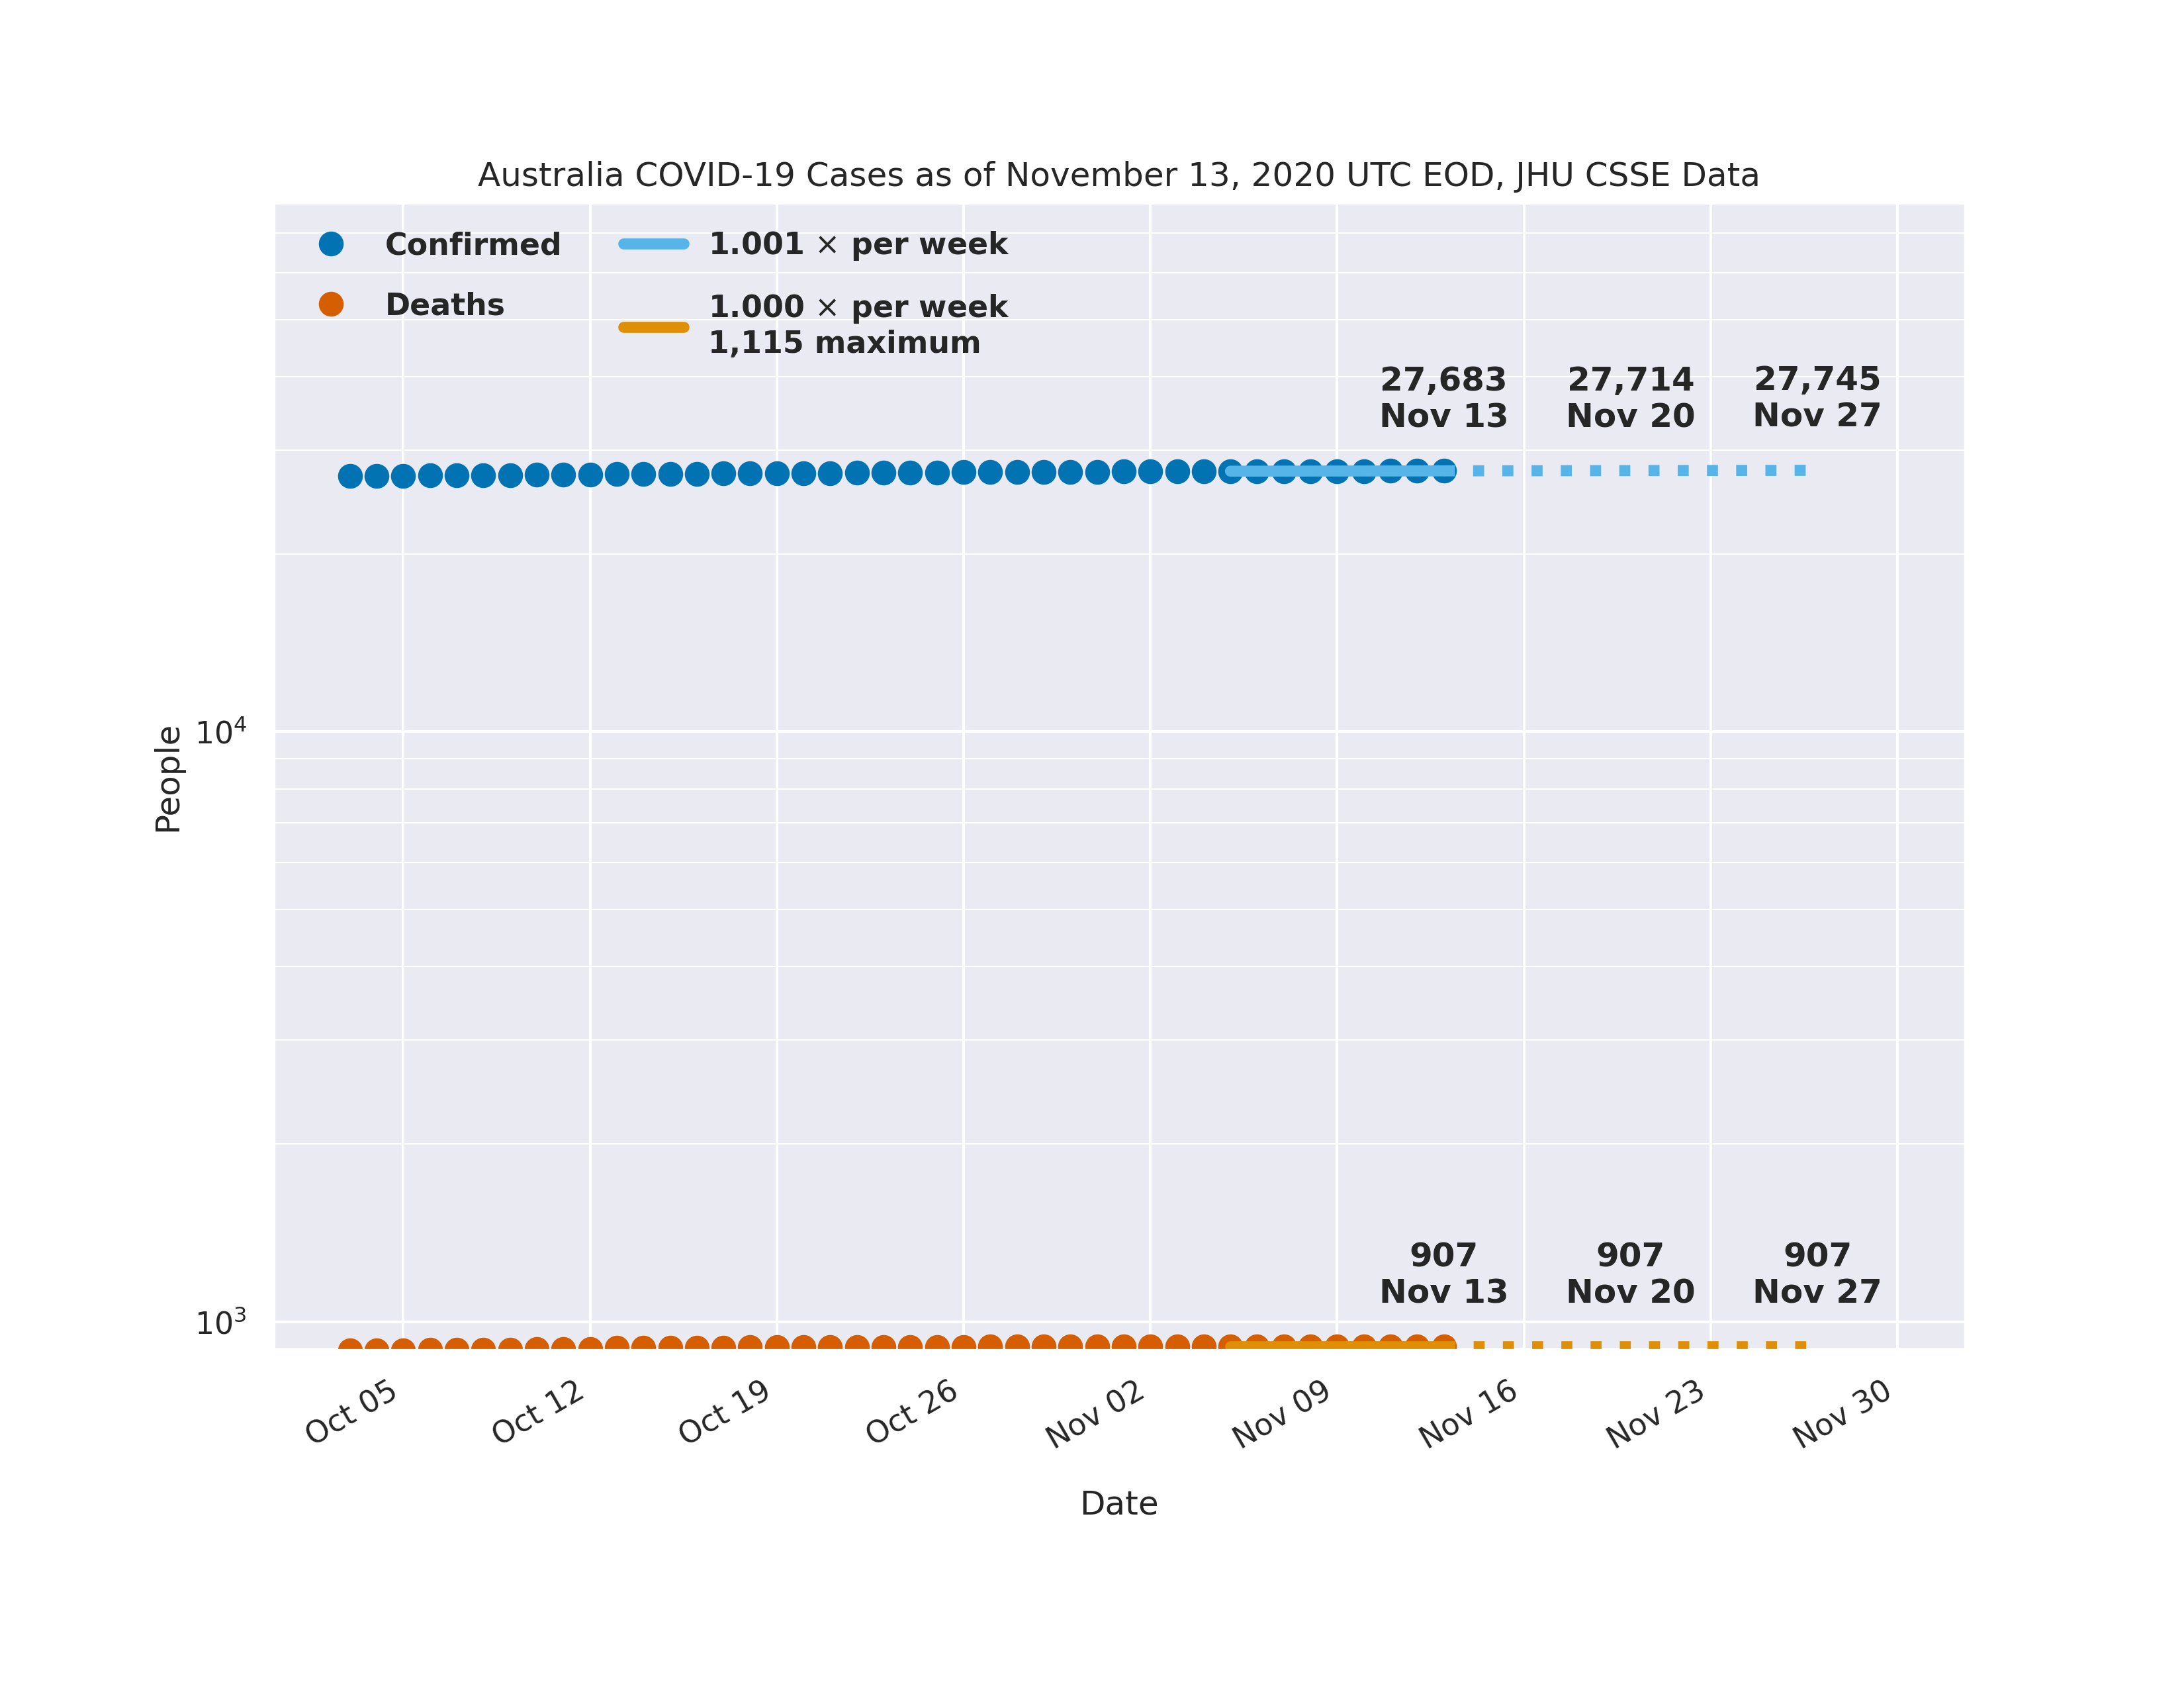 Australia COVID-19 Cases as of November 13, 2020 UTC EOD, JHU CSSE Data
Confirmed
Deaths
1.001 × per week
1.000 × per week
1,115 maximum
27,683
Nov 13
27,714
Nov 20
27,745
Nov 27
People
10⁴
10³
907
Nov 13
907
Nov 20
907
Nov 27
Oct 05
Oct 12
Oct 19
Oct 26
Nov 02
Nov 09
Nov 16
Nov 23
Nov 30
Date